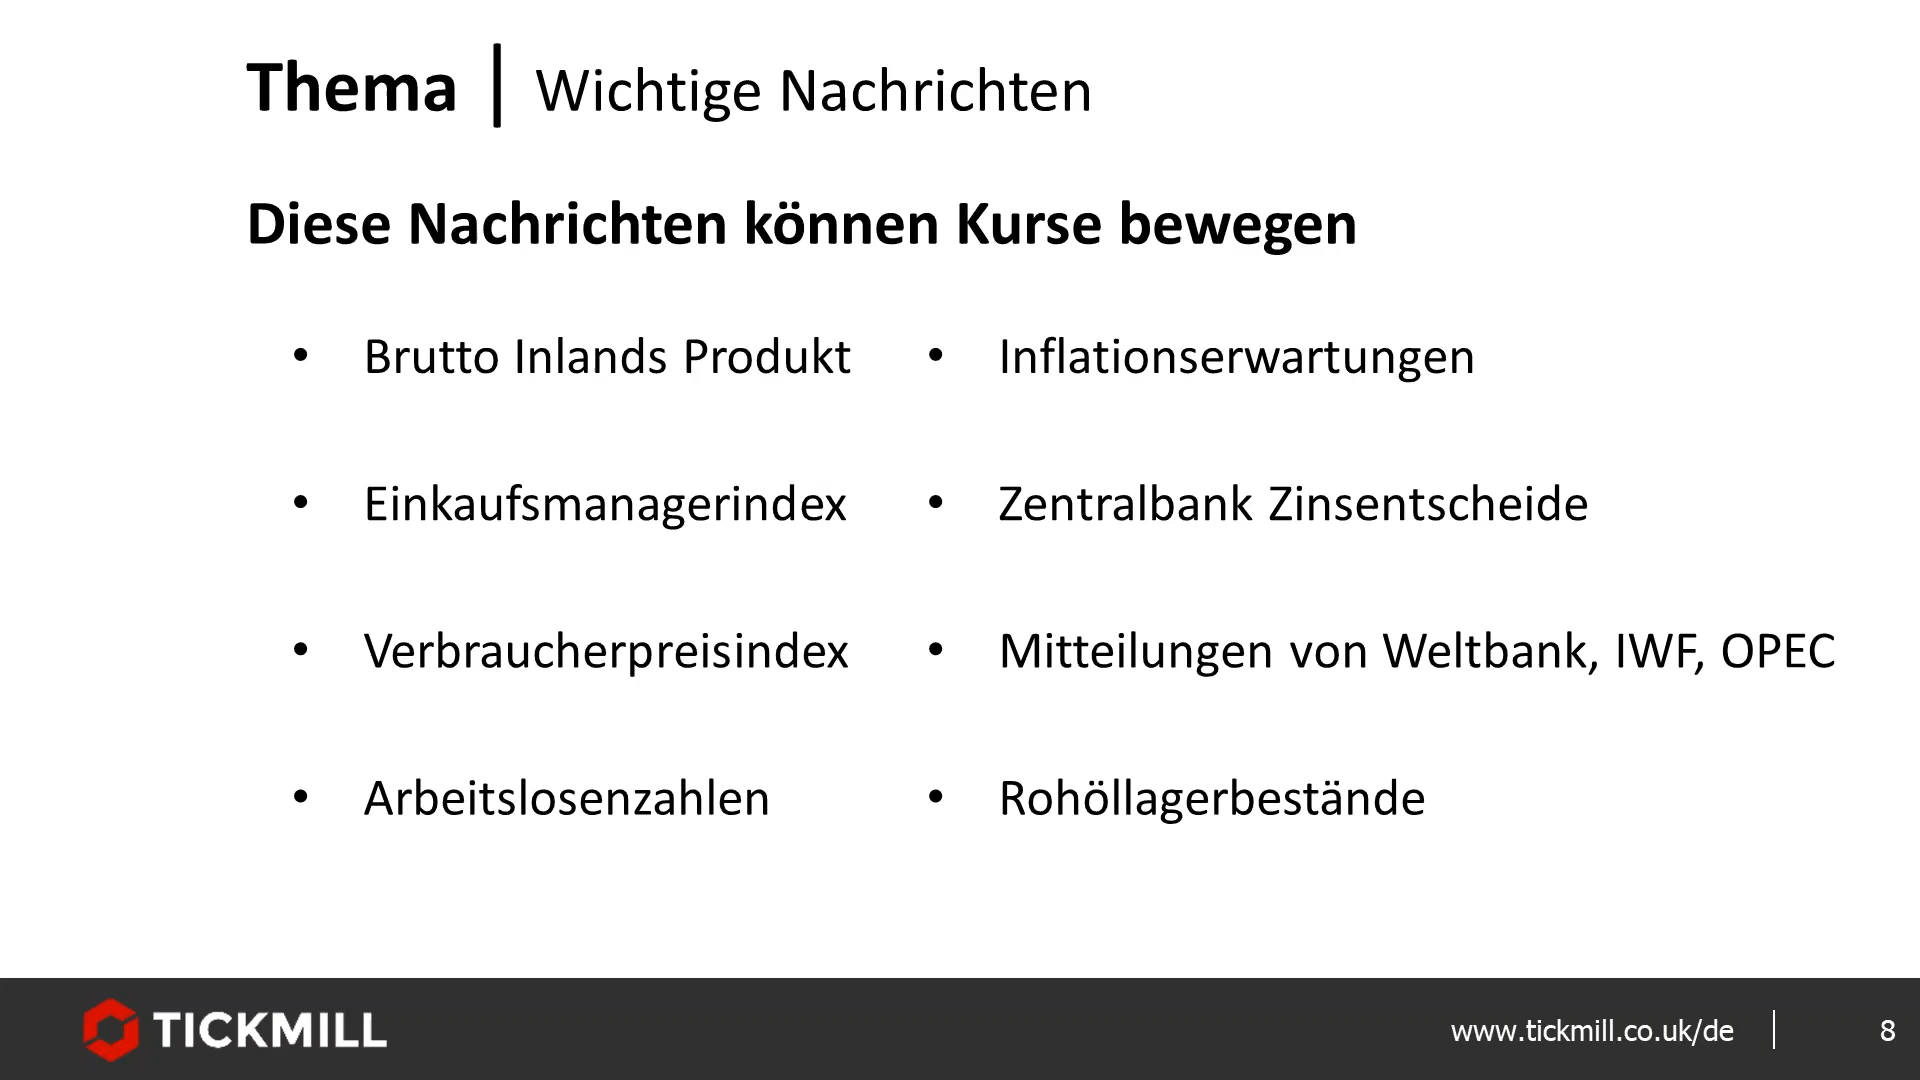 Thema | Wichtige Nachrichten
Diese Nachrichten können Kurse bewegen
• Brutto Inlands Produkt
• Einkaufsmanagerindex
• Verbraucherpreisindex
• Arbeitslosenzahlen
• Inflationserwartungen
• Zentralbank Zinsentscheide
• Mitteilungen von Weltbank, IWF, OPEC
• Rohöllagerbestände
TICKMILL
www.tickmill.co.uk/de | 8